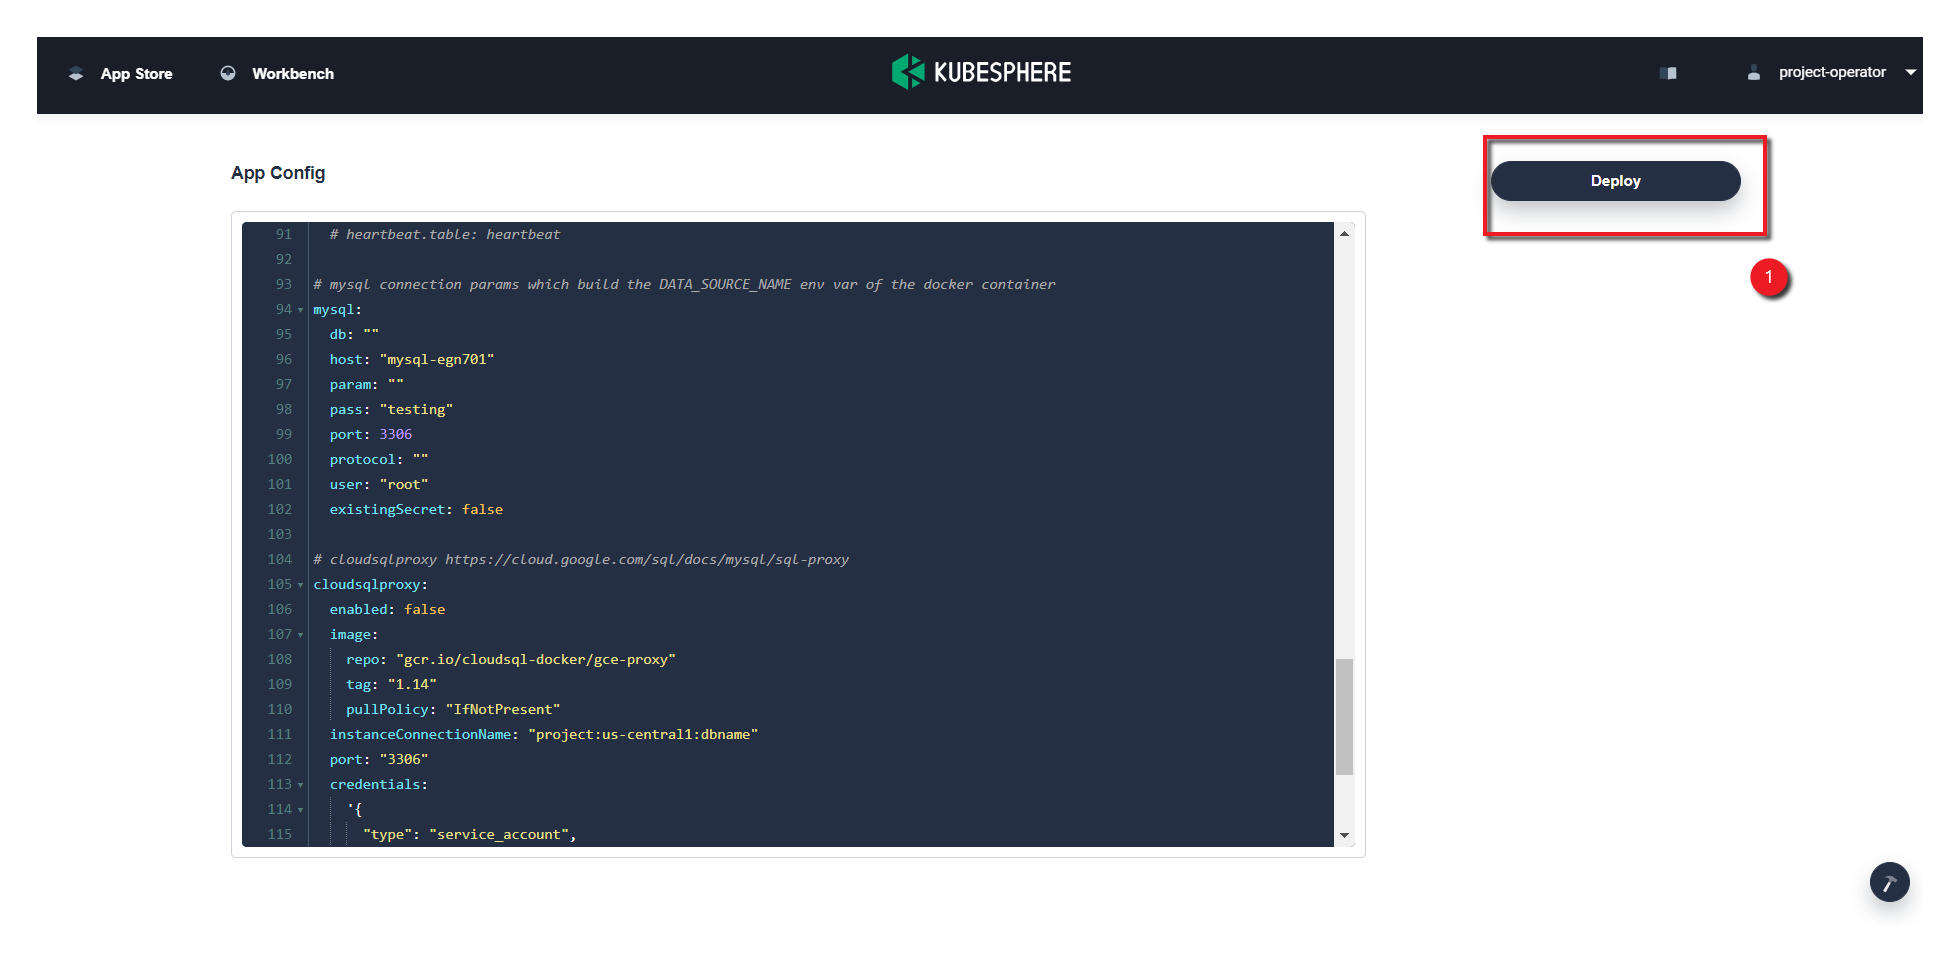 App Store
Workbench
KUBESPHERE
project-operator
App Config
Deploy
1
91 # heartbeat.table: heartbeat
92
93 # mysql connection params which build the DATA_SOURCE_NAME env var of the docker container
94 mysql:
95 db: ""
96 host: "mysql-egn701"
97 param: ""
98 pass: "testing"
99 port: 3306
100 protocol: ""
101 user: "root"
102 existingSecret: false
103
104 # cloudsqlproxy https://cloud.google.com/sql/docs/mysql/sql-proxy
105 cloudsqlproxy:
106 enabled: false
107 image:
108 repo: "gcr.io/cloudsql-docker/gce-proxy"
109 tag: "1.14"
110 pullPolicy: "IfNotPresent"
111 instanceConnectionName: "project:us-central1:dbname"
112 port: "3306"
113 credentials:
114 '{
115 "type": "service_account",